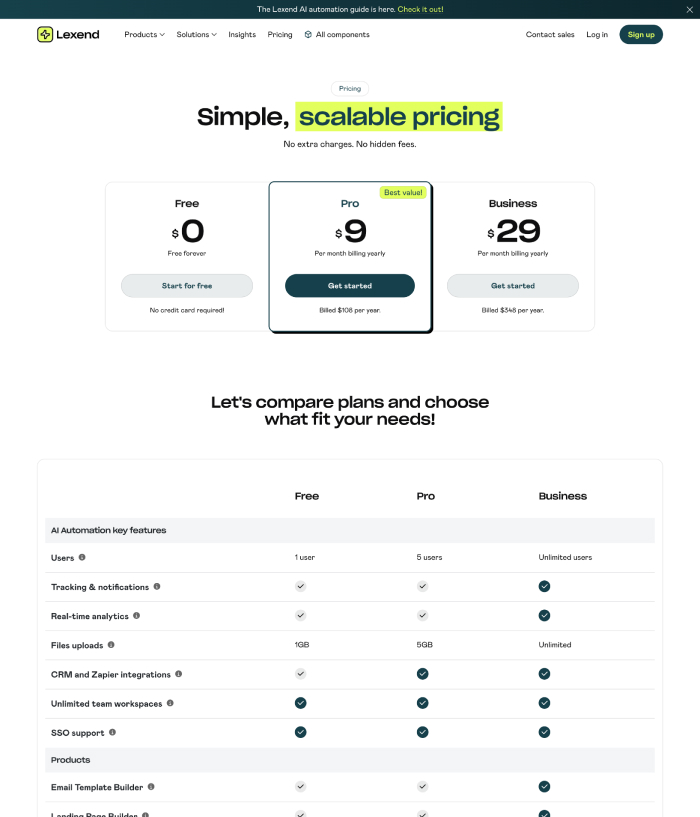 The Lexend AI automation guide is here. Check it out!
Lexend Products Solutions Insights Pricing All components Contact sales Log in Sign up
Pricing
Simple, scalable pricing
No extra charges. No hidden fees.
Best value!
Free Pro Business
$0 $9 $29
Free forever Per month billing yearly Per month billing yearly
Start for free Get started Get started
No credit card required! Billed $108 per year. Billed $348 per year.
Let's compare plans and choose
what fit your needs!
Free Pro Business
AI Automation key features
Users 1 user 5 users Unlimited users
Tracking & notifications
Real-time analytics
Files uploads 1GB 5GB Unlimited
CRM and Zapier integrations
Unlimited team workspaces
SSO support
Products
Email Template Builder
Landing Page Builder